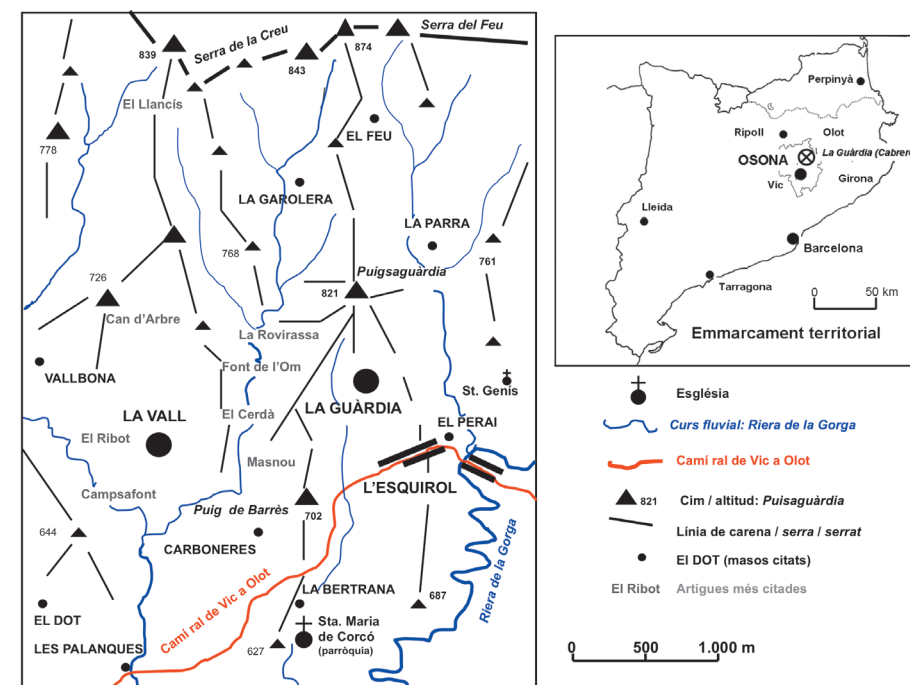 Serra del Feu
Serra de la Creu
839
874
843
El Llancís
778
EL FEU
LA GAROLERA
LA PARRA
768
761
726
Puigsaguàrdia
821
Can d'Arbre
La Rovirassa
VALLBONA
Font de l'Om
St. Genís
LA VALL
LA GUÀRDIA
El Cerdà
EL PERAI
El Ribot
Masnou
L'ESQUIROL
Campsafont
Puig de Barrès
702
644
CARBONERES
Riera de la Gorga
Camí ral de Vic a Olot
LA BERTRANA
687
EL DOT
Sta. Maria
de Corcó
(parròquia)
LES PALANQUES
627
Perpinyà
Ripoll
Olot
La Guàrdia (Cabrer
OSONA
Vic
Girona
Lleida
Barcelona
Tarragona
0
50 km
Emmarcament territorial
Església
Curs fluvial: Riera de la Gorga
Camí ral de Vic a Olot
821
Cim / altitud: Puisaguàrdia
Línia de carena / serra / serrat
El DOT (masos citats)
El Ribot
Artigues més citades
0
500
1.000 m